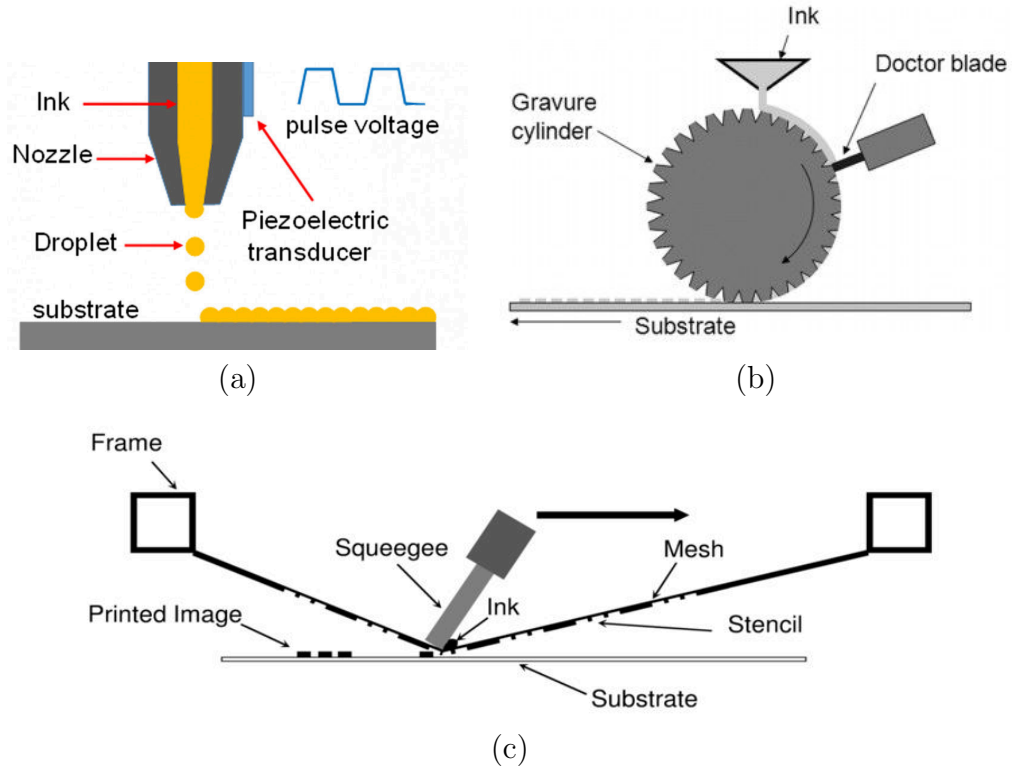 Ink
pulse voltage
Nozzle
Piezoelectric
transducer
Droplet
substrate
(a)
Ink
Doctor blade
Gravure
cylinder
Substrate
(b)
Frame
Squeegee
Mesh
Ink
Printed Image
Stencil
Substrate
(c)